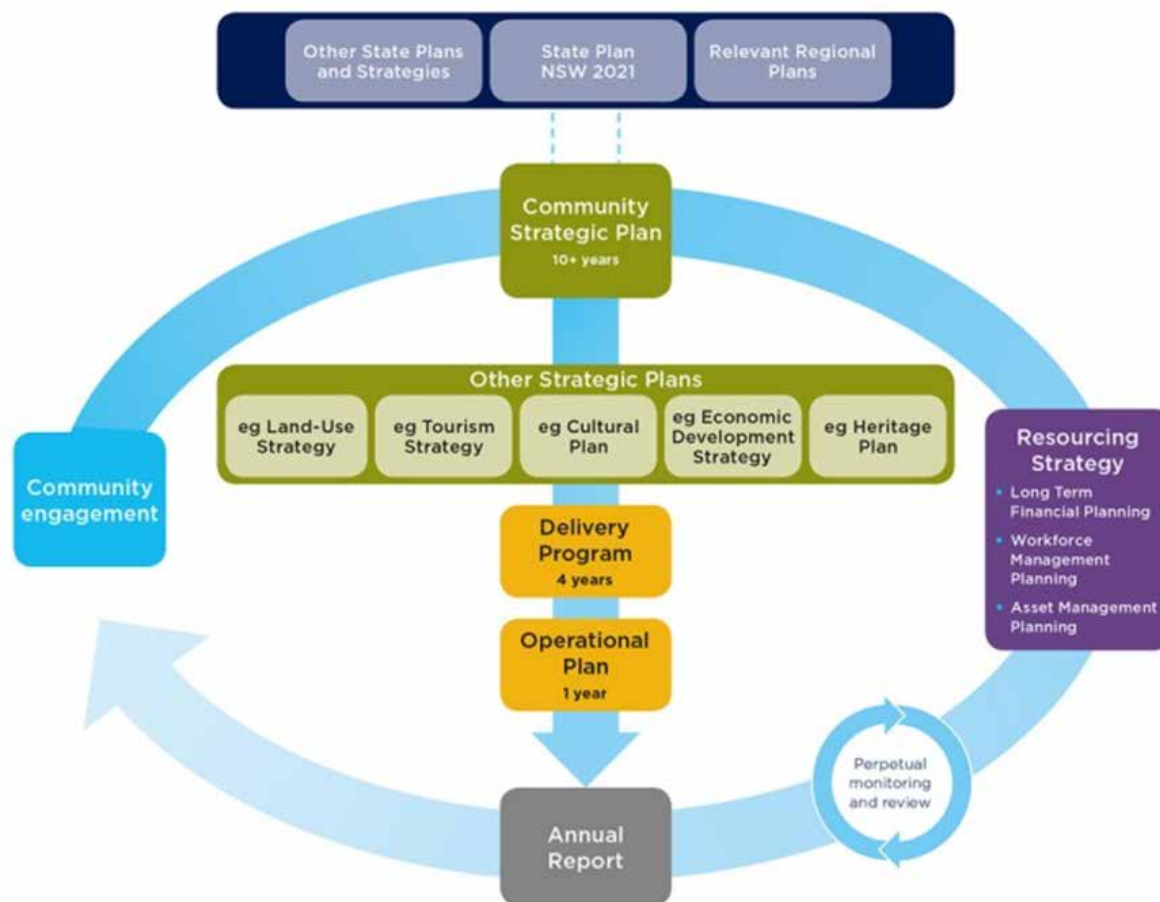 Other State Plans
and Strategies
State Plan
NSW 2021
Relevant Regional
Plans
Community
Strategic Plan
10+ years
Other Strategic Plans
eg Land-Use
Strategy
eg Tourism
Strategy
eg Cultural
Plan
eg Economic
Development
Strategy
eg Heritage
Plan
Community
engagement
Resourcing
Strategy
• Long Term
Financial Planning
• Workforce
Management
Planning
• Asset Management
Planning
Delivery
Program
4 years
Operational
Plan
1 year
Perpetual
monitoring
and review
Annual
Report